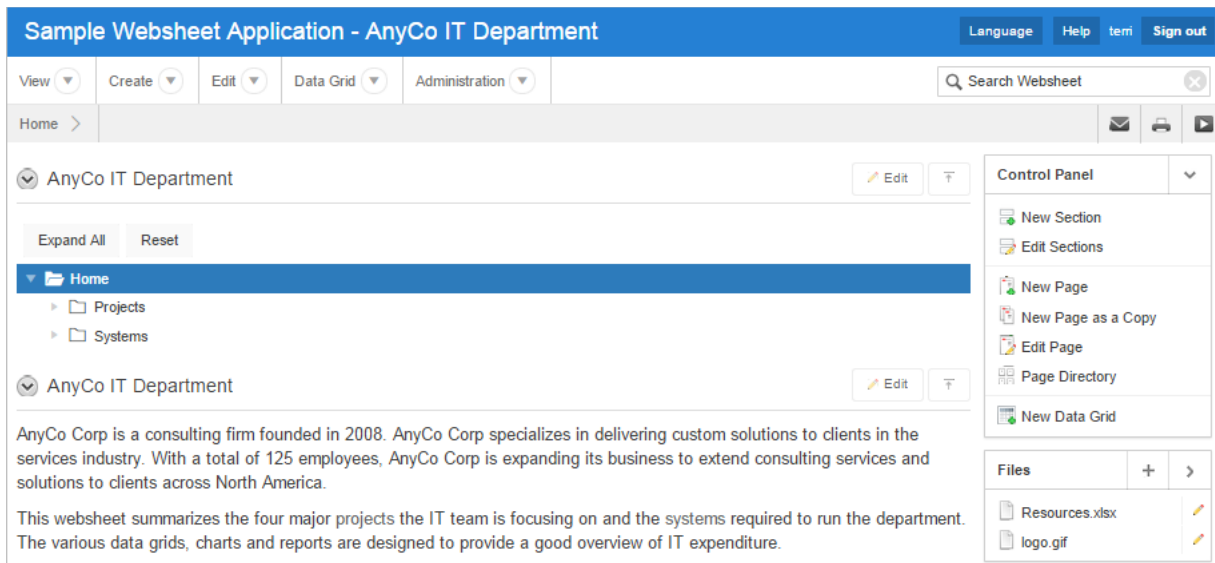 Sample Websheet Application - AnyCo IT Department
Language Help terri Sign out
View Create Edit Data Grid Administration
Search Websheet
Home
AnyCo IT Department
Edit
Expand All Reset
Home
Projects
Systems
AnyCo IT Department
Edit
AnyCo Corp is a consulting firm founded in 2008. AnyCo Corp specializes in delivering custom solutions to clients in the
services industry. With a total of 125 employees, AnyCo Corp is expanding its business to extend consulting services and
solutions to clients across North America.
This websheet summarizes the four major projects the IT team is focusing on and the systems required to run the department.
The various data grids, charts and reports are designed to provide a good overview of IT expenditure.
Control Panel
New Section
Edit Sections
New Page
New Page as a Copy
Edit Page
Page Directory
New Data Grid
Files
Resources.xlsx
logo.gif